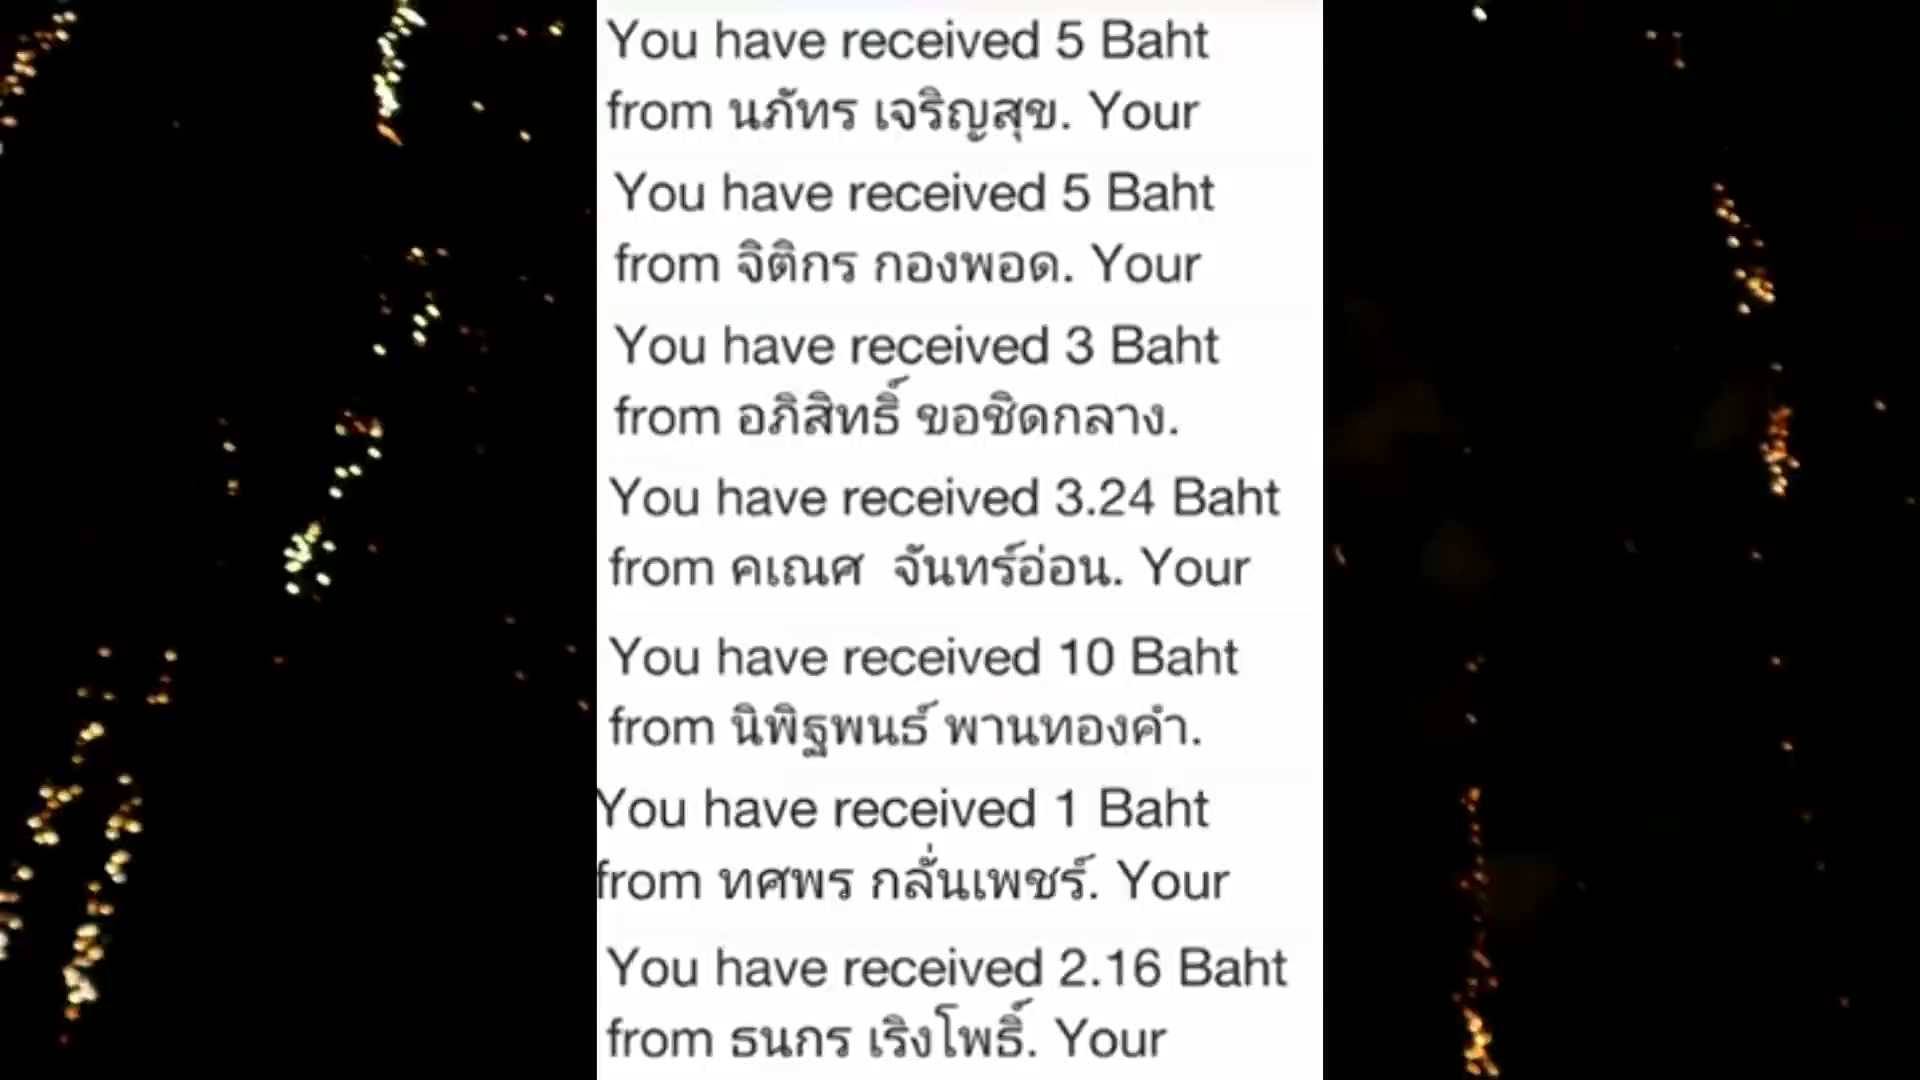 You have received 5 Baht
from นภัทร เจริญสุข. Your
You have received 5 Baht
from จิติกร กองพอด. Your
You have received 3 Baht
from อภิสิทธิ์ ขอชิดกลาง.
You have received 3.24 Baht
from คเณศ จันทร์อ่อน. Your
You have received 10 Baht
from นิพิฐพนธ์ พานทองคำ.
You have received 1 Baht
from ทศพร กลั่นเพชร์. Your
You have received 2.16 Baht
from ธนกร เริงโพธิ์. Your